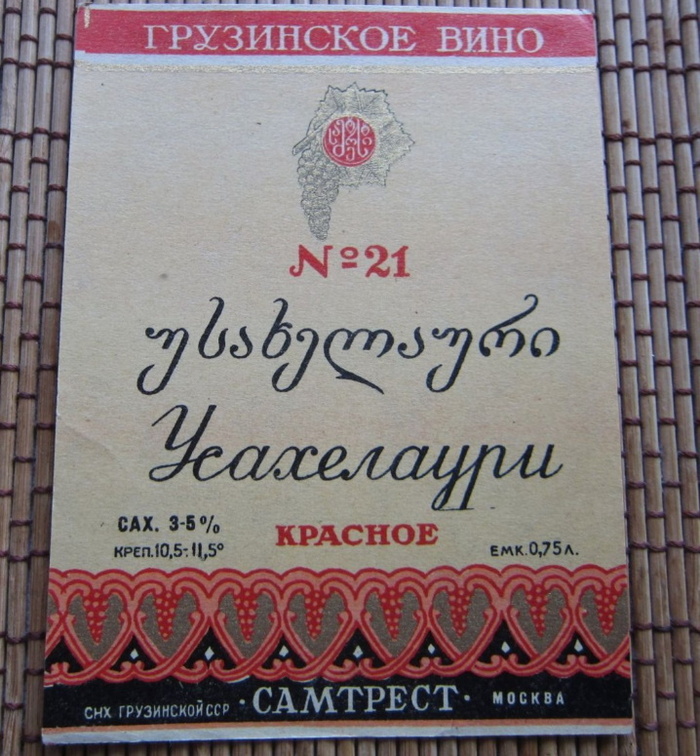 ГРУЗИНСКОЕ ВИНО
№21
უსახელაური
Усахелаури
САХ. 3-5%
КРАСНОЕ
КРЕП.10,5-11,5°
ЕМК.0,75Л.
СНХ ГРУЗИНСКОЙ ССР · САМТРЕСТ · МОСКВА